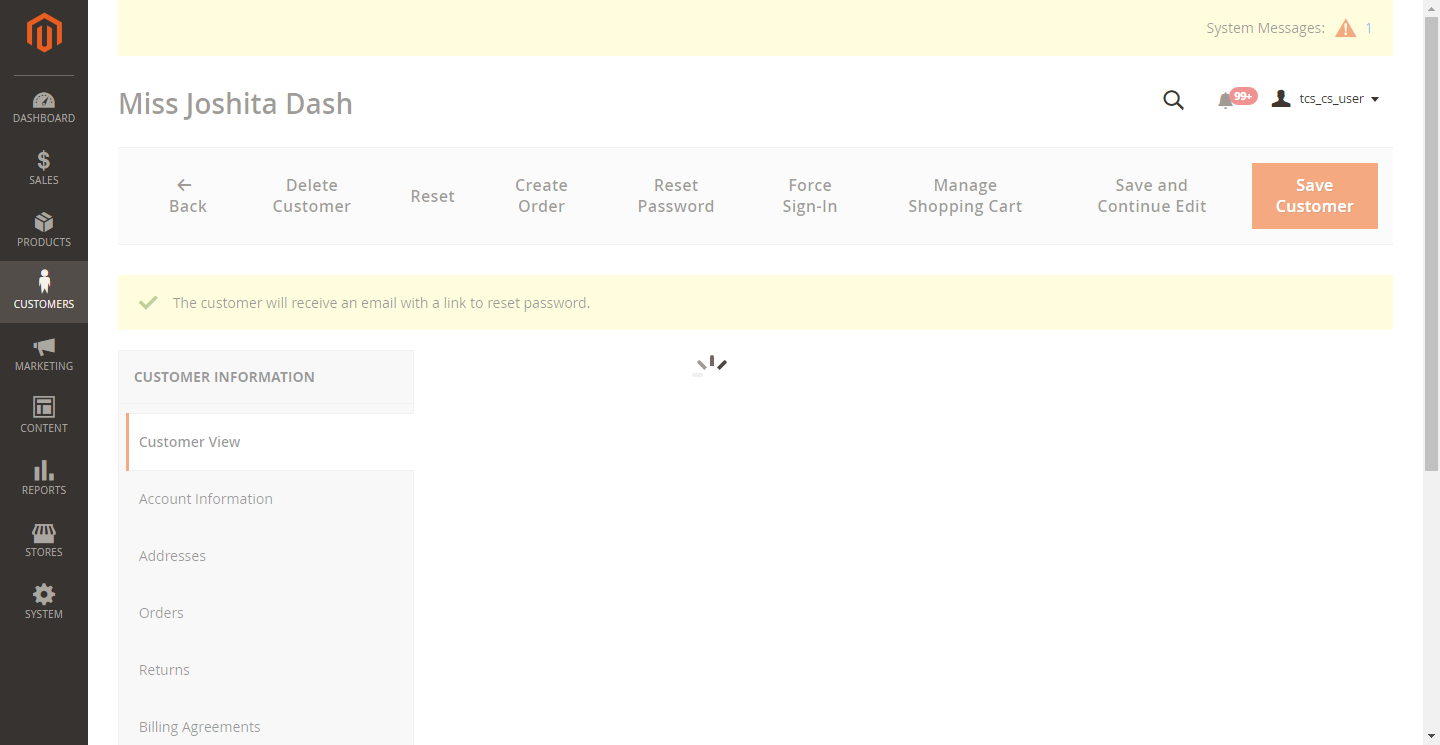 System Messages: 1
Miss Joshita Dash
99+
tcs_cs_user
DASHBOARD
SALES
PRODUCTS
CUSTOMERS
MARKETING
CONTENT
REPORTS
STORES
SYSTEM
Back
Delete
Customer
Reset
Create
Order
Reset
Password
Force
Sign-In
Manage
Shopping Cart
Save and
Continue Edit
Save
Customer
The customer will receive an email with a link to reset password.
CUSTOMER INFORMATION
Customer View
Account Information
Addresses
Orders
Returns
Billing Agreements